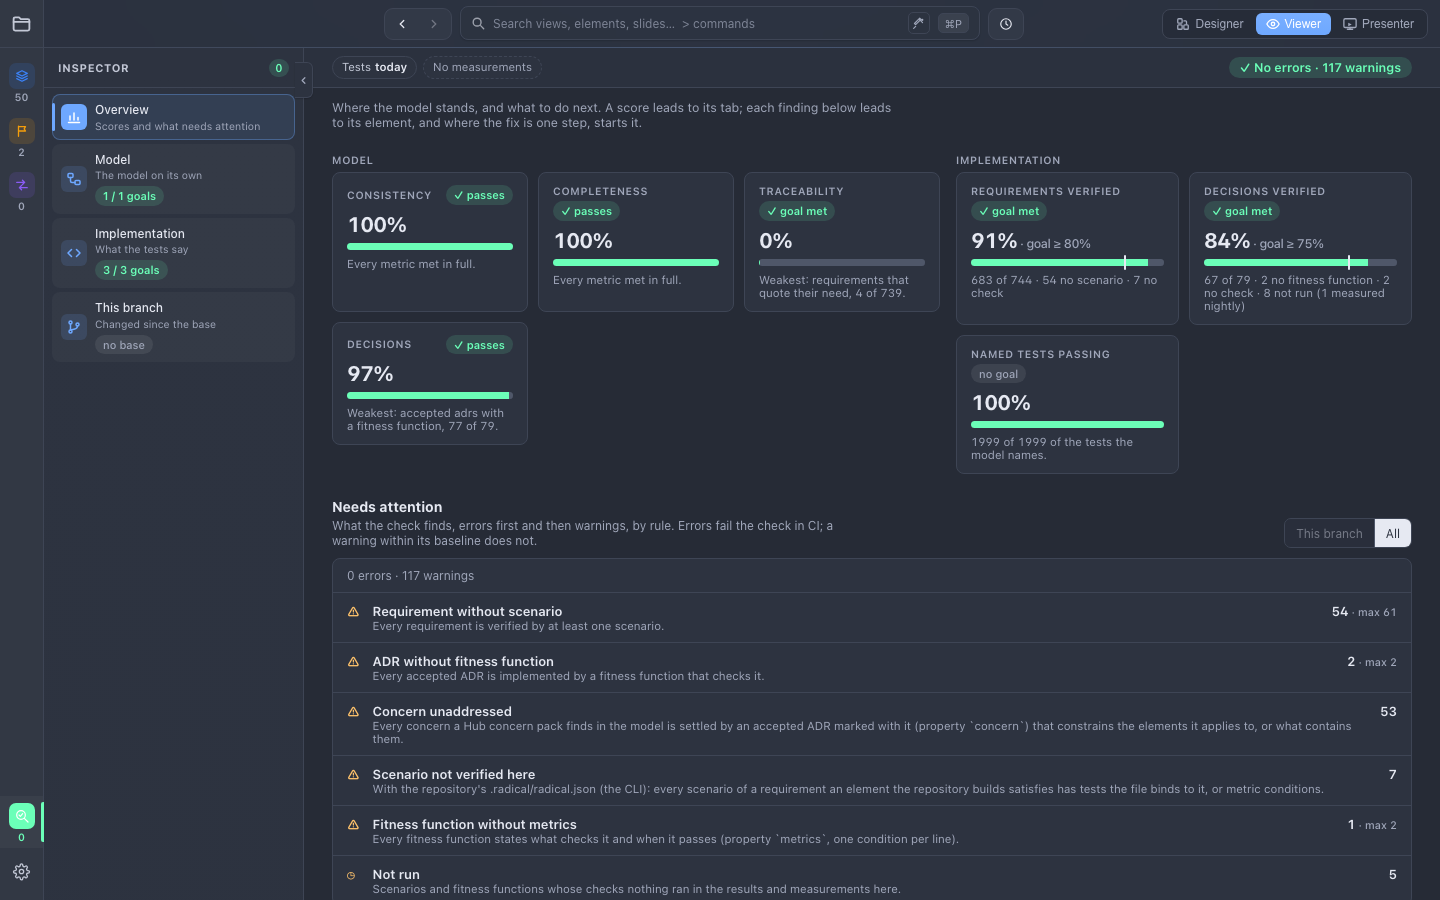 Search views, elements, slides... > commands
⌘P
Designer
Viewer
Presenter
INSPECTOR
0
Tests today
No measurements
✓ No errors · 117 warnings
50
2
0
Overview
Scores and what needs attention
Model
The model on its own
1 / 1 goals
Implementation
What the tests say
3 / 3 goals
This branch
Changed since the base
no base
Where the model stands, and what to do next. A score leads to its tab; each finding below leads
to its element, and where the fix is one step, starts it.
MODEL
CONSISTENCY
✓ passes
100%
Every metric met in full.
COMPLETENESS
✓ passes
100%
Every metric met in full.
TRACEABILITY
✓ goal met
0%
Weakest: requirements that
quote their need, 4 of 739.
DECISIONS
✓ passes
97%
Weakest: accepted adrs with
a fitness function, 77 of 79.
IMPLEMENTATION
REQUIREMENTS VERIFIED
✓ goal met
91% · goal ≥ 80%
683 of 744 · 54 no scenario · 7 no
check
DECISIONS VERIFIED
✓ goal met
84% · goal ≥ 75%
67 of 79 · 2 no fitness function · 2
no check · 8 not run (1 measured
nightly)
NAMED TESTS PASSING
no goal
100%
1999 of 1999 of the tests the
model names.
Needs attention
What the check finds, errors first and then warnings, by rule. Errors fail the check in CI; a
warning within its baseline does not.
This branch
All
0 errors · 117 warnings
Requirement without scenario
54 · max 61
Every requirement is verified by at least one scenario.
ADR without fitness function
2 · max 2
Every accepted ADR is implemented by a fitness function that checks it.
Concern unaddressed
53
Every concern a Hub concern pack finds in the model is settled by an accepted ADR marked with it (property `concern`) that constrains the elements it applies to, or what contains
them.
Scenario not verified here
7
With the repository's .radical/radical.json (the CLI): every scenario of a requirement an element the repository builds satisfies has tests the file binds to it, or metric conditions.
Fitness function without metrics
1 · max 2
Every fitness function states what checks it and when it passes (property `metrics`, one condition per line).
Not run
5
Scenarios and fitness functions whose checks nothing ran in the results and measurements here.
0